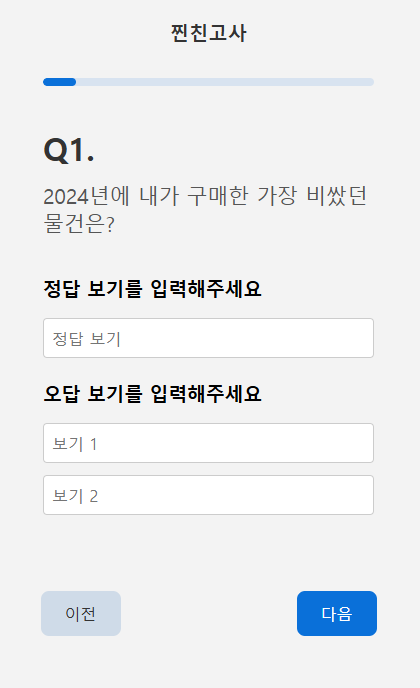 찐친고사
Q1.
2024년에 내가 구매한 가장 비쌌던
물건은?
정답 보기를 입력해주세요
정답 보기
오답 보기를 입력해주세요
보기 1
보기 2
이전
다음